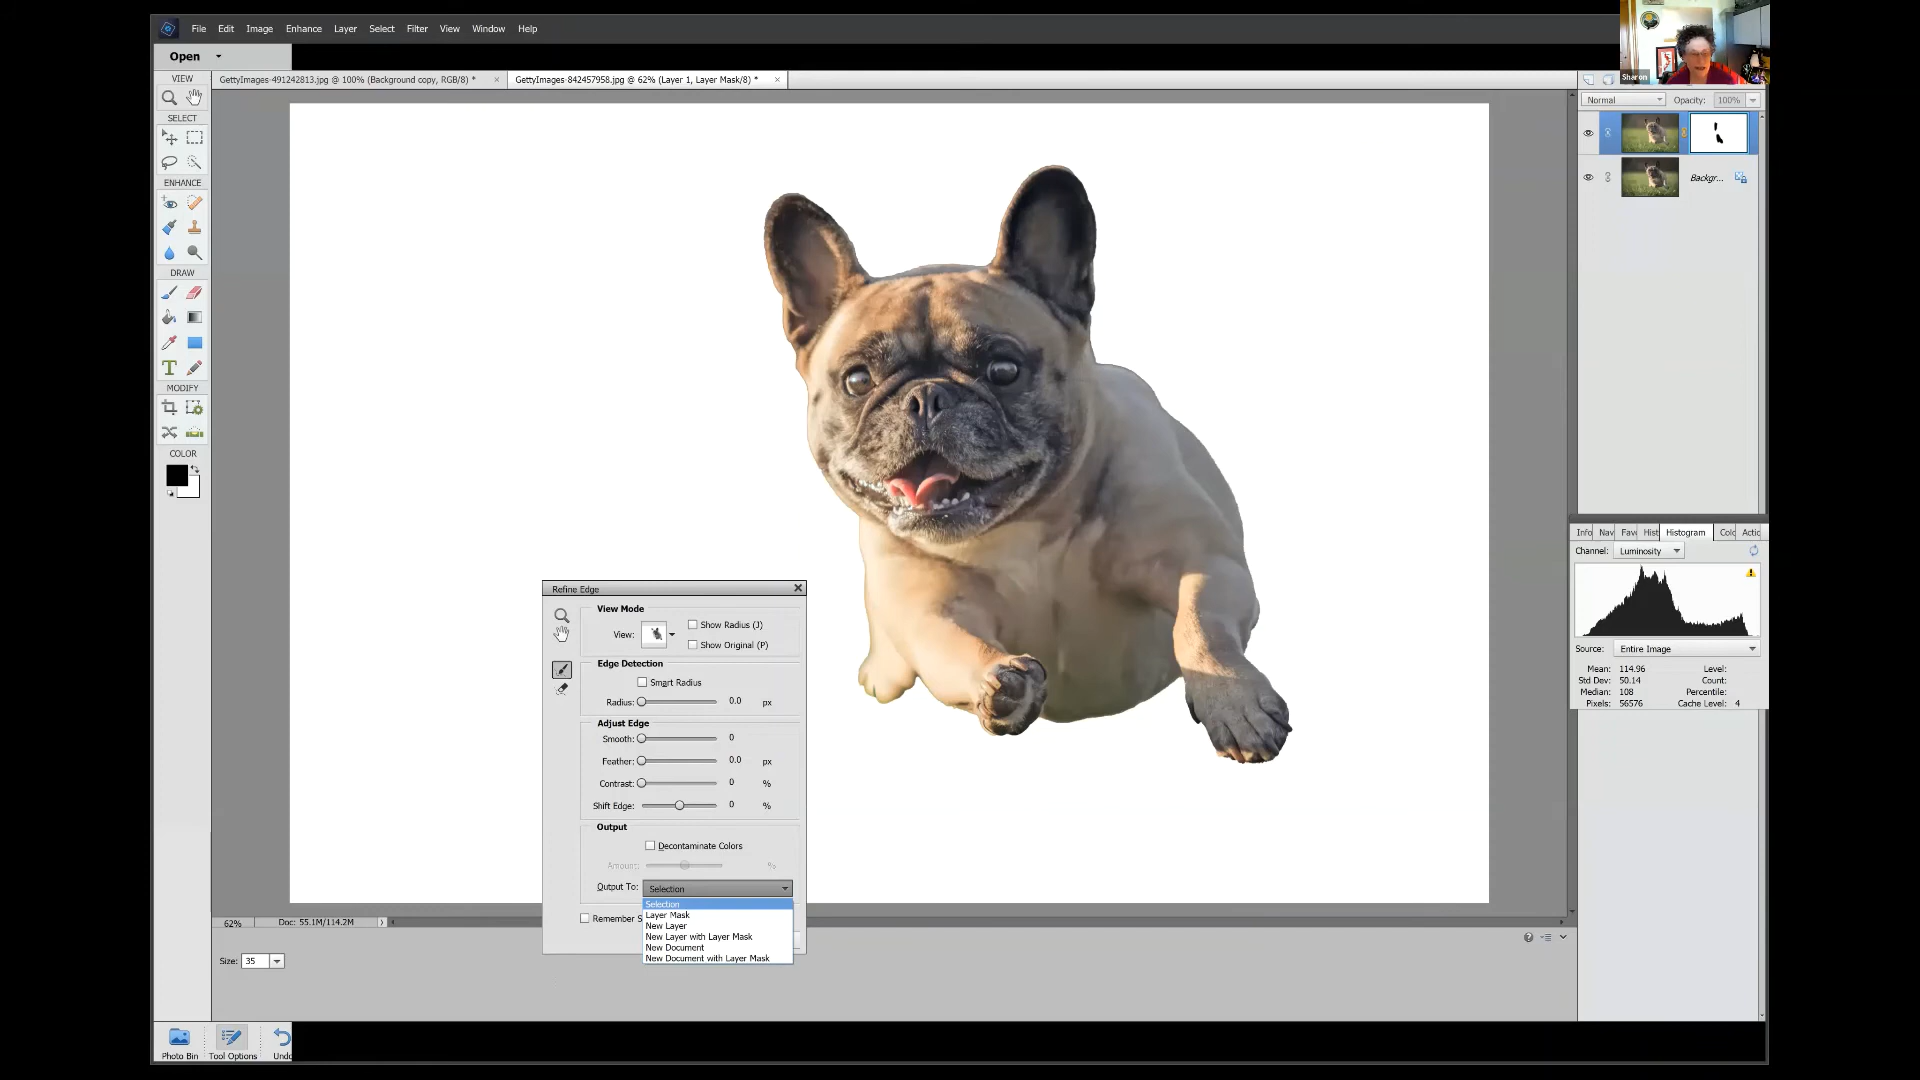 File Edit Image Enhance Layer Select Filter View Window Help
Open
VIEW
GettyImages-491242813.jpg @ 100% (Background copy, RGB/8) *
GettyImages-842457958.jpg @ 62% (Layer 1, Layer Mask/8) *
Sharon
SELECT
ENHANCE
DRAW
MODIFY
COLOR
Normal Opacity: 100%
Backgr...
Info Nav Fav Hist Histogram Colo Actic
Channel: Luminosity
Source: Entire Image
Mean: 114.96 Level:
Std Dev: 50.14 Count:
Median: 108 Percentile:
Pixels: 56576 Cache Level: 4
Refine Edge
View Mode
View:
Show Radius (J)
Show Original (P)
Edge Detection
Smart Radius
Radius: 0.0 px
Adjust Edge
Smooth: 0
Feather: 0.0 px
Contrast: 0 %
Shift Edge: 0 %
Output
Decontaminate Colors
Amount: %
Output To: Selection
Selection
Layer Mask
New Layer
New Layer with Layer Mask
New Document
New Document with Layer Mask
Remember S
62% Doc: 55.1M/114.2M
Size: 35
Photo Bin Tool Options Undo